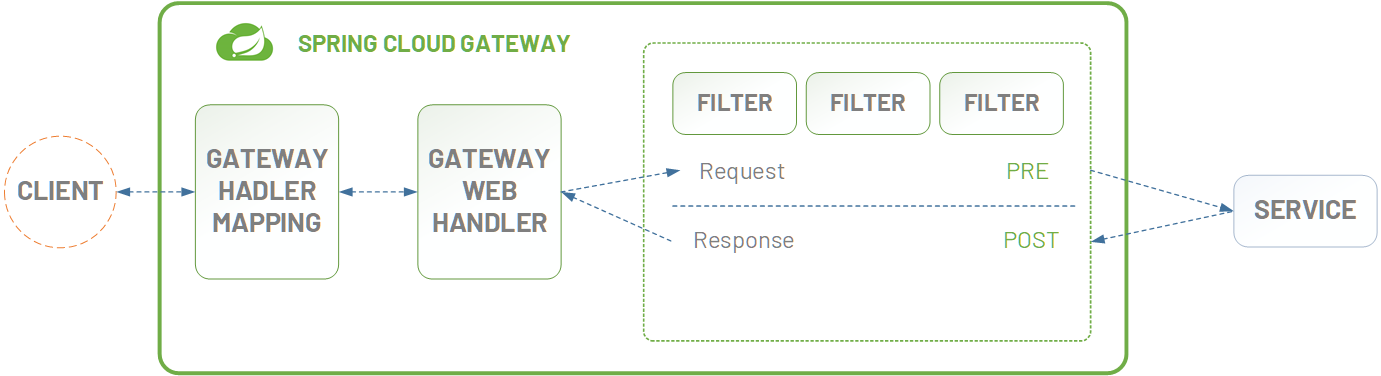 SPRING CLOUD GATEWAY
CLIENT
GATEWAY
HADLER
MAPPING
GATEWAY
WEB
HANDLER
FILTER
FILTER
FILTER
Request
PRE
Response
POST
SERVICE